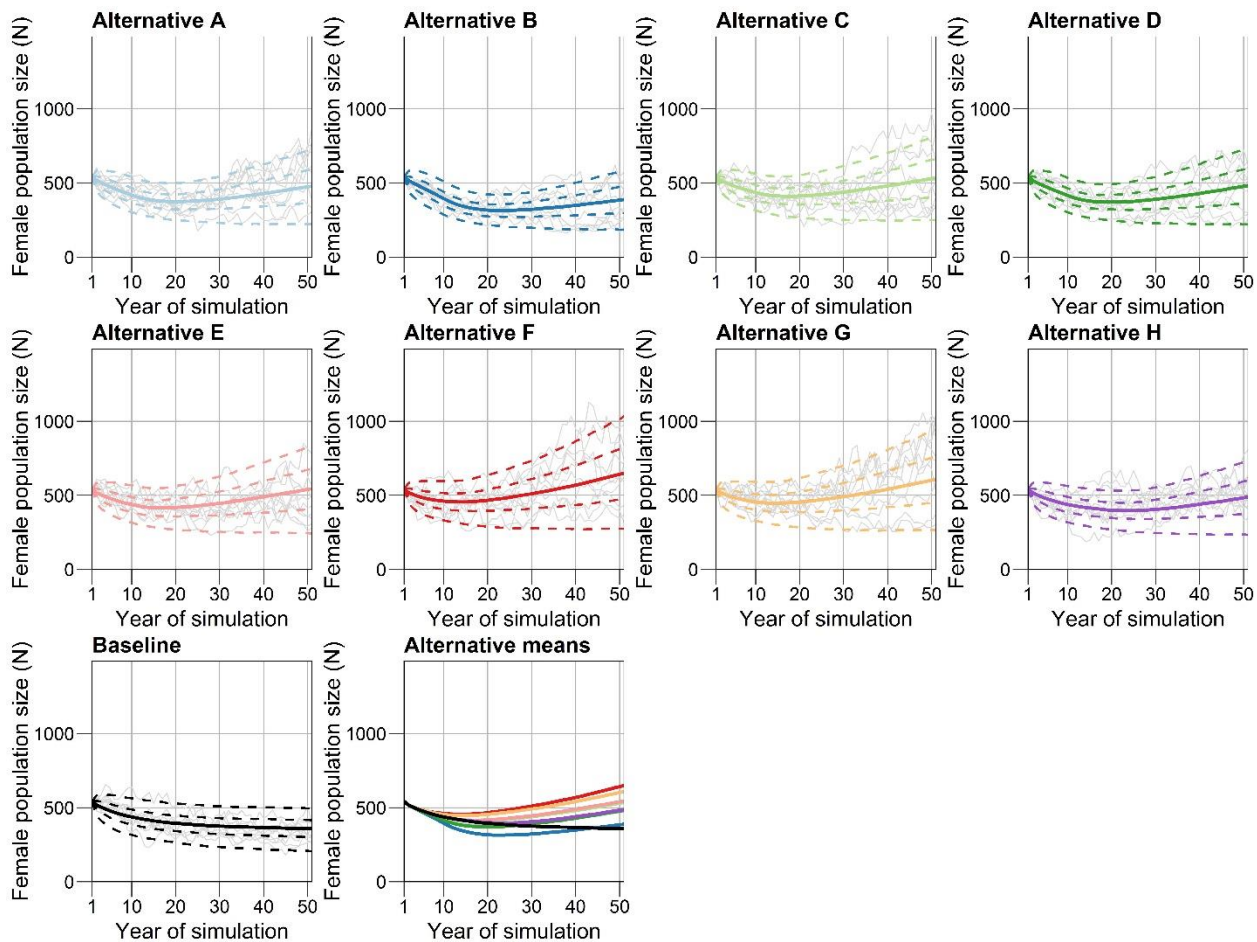 Alternative A
Female population size (N)
1000
500
0
1 10 20 30 40 50
Year of simulation
Alternative B
Female population size (N)
1000
500
0
1 10 20 30 40 50
Year of simulation
Alternative C
Female population size (N)
1000
500
0
1 10 20 30 40 50
Year of simulation
Alternative D
Female population size (N)
1000
500
0
1 10 20 30 40 50
Year of simulation
Alternative E
Female population size (N)
1000
500
0
1 10 20 30 40 50
Year of simulation
Alternative F
Female population size (N)
1000
500
0
1 10 20 30 40 50
Year of simulation
Alternative G
Female population size (N)
1000
500
0
1 10 20 30 40 50
Year of simulation
Alternative H
Female population size (N)
1000
500
0
1 10 20 30 40 50
Year of simulation
Baseline
Female population size (N)
1000
500
0
1 10 20 30 40 50
Year of simulation
Alternative means
Female population size (N)
1000
500
0
1 10 20 30 40 50
Year of simulation